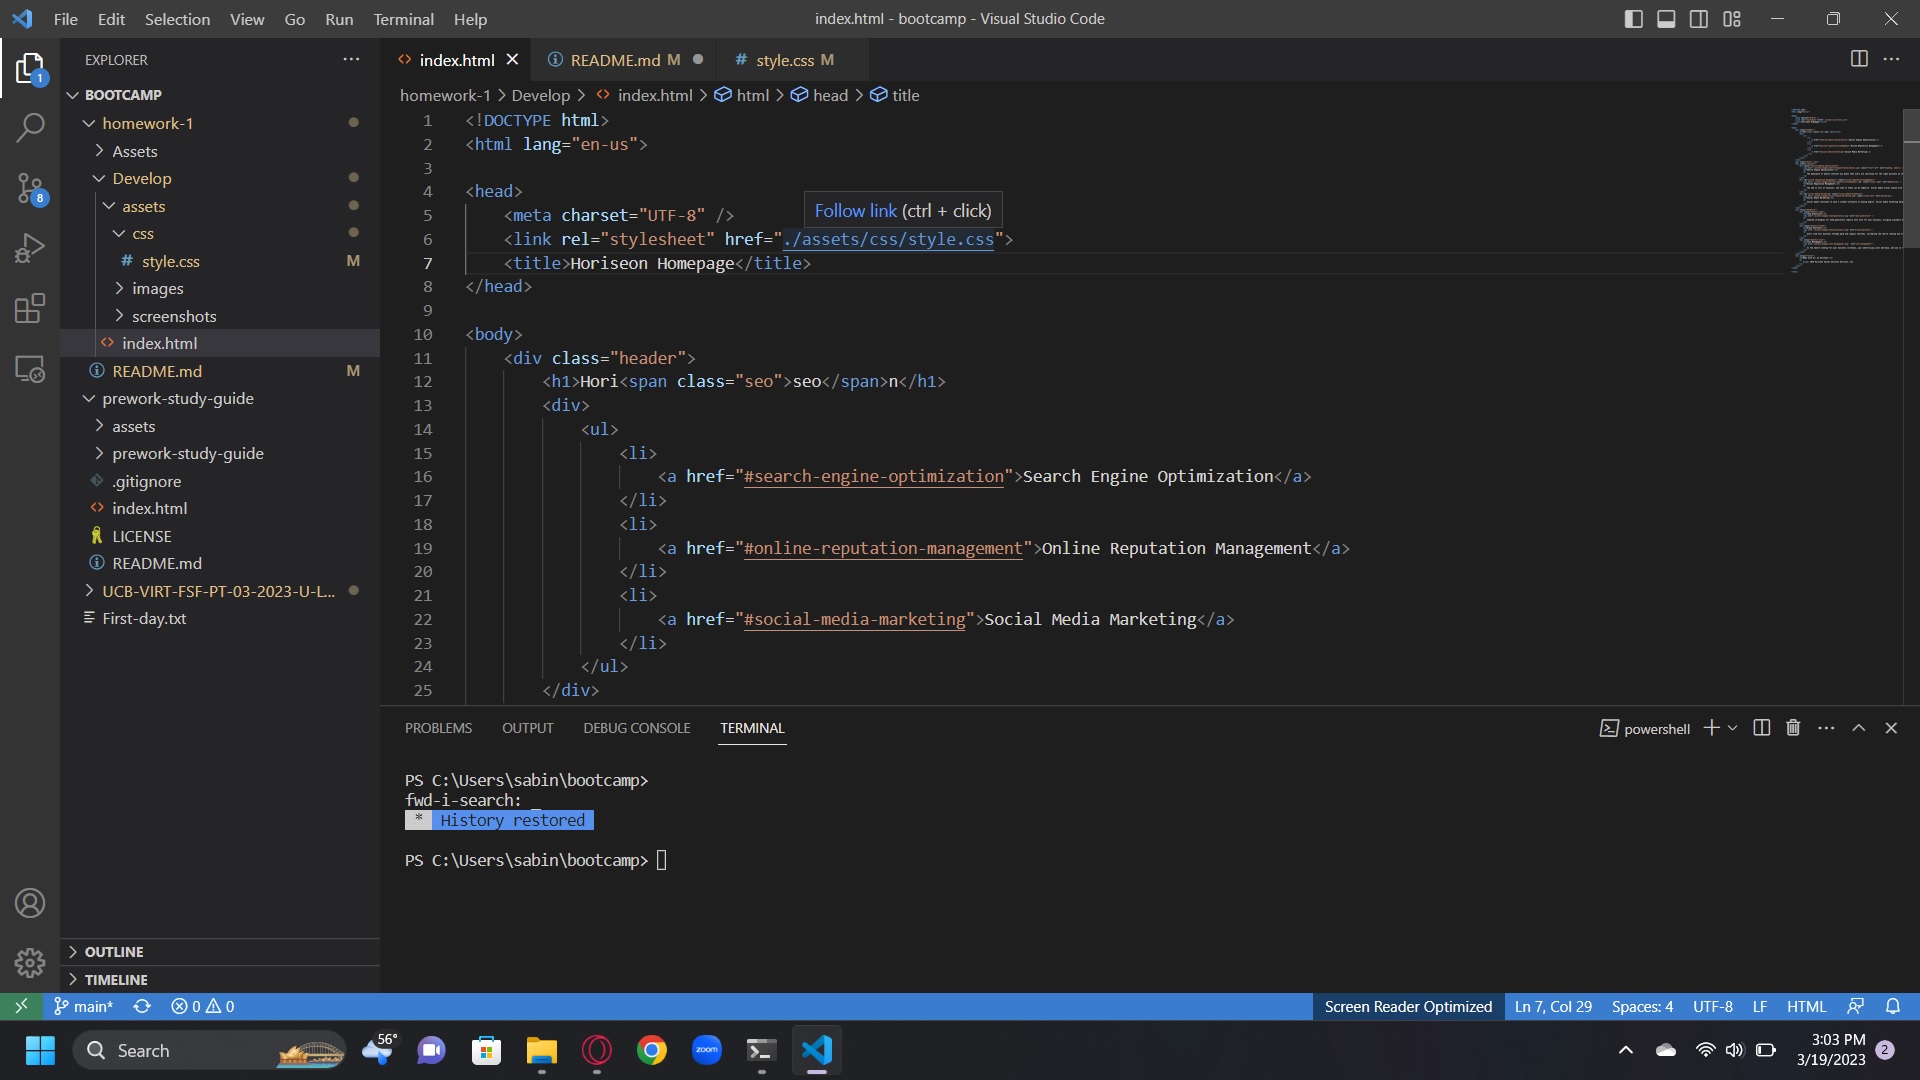 File Edit Selection View Go Run Terminal Help
index.html - bootcamp - Visual Studio Code
EXPLORER
1
8
BOOTCAMP
homework-1
Assets
Develop
assets
css
# style.css M
images
screenshots
index.html
README.md M
prework-study-guide
assets
prework-study-guide
.gitignore
index.html
LICENSE
README.md
UCB-VIRT-FSF-PT-03-2023-U-L...
First-day.txt
OUTLINE
TIMELINE
index.html README.md M # style.css M
homework-1 > Develop > index.html > html > head > title
1 <!DOCTYPE html>
2 <html lang="en-us">
3
4 <head>
Follow link (ctrl + click)
5 <meta charset="UTF-8" />
6 <link rel="stylesheet" href="./assets/css/style.css">
7 <title>Horiseon Homepage</title>
8 </head>
9
10 <body>
11 <div class="header">
12 <h1>Hori<span class="seo">seo</span>n</h1>
13 <div>
14 <ul>
15 <li>
16 <a href="#search-engine-optimization">Search Engine Optimization</a>
17 </li>
18 <li>
19 <a href="#online-reputation-management">Online Reputation Management</a>
20 </li>
21 <li>
22 <a href="#social-media-marketing">Social Media Marketing</a>
23 </li>
24 </ul>
25 </div>
PROBLEMS OUTPUT DEBUG CONSOLE TERMINAL
powershell
PS C:\Users\sabin\bootcamp>
fwd-i-search: _
* History restored
PS C:\Users\sabin\bootcamp>
main* 0 0
Screen Reader Optimized Ln 7, Col 29 Spaces: 4 UTF-8 LF HTML
Search
56°
zoom
3:03 PM
3/19/2023
2